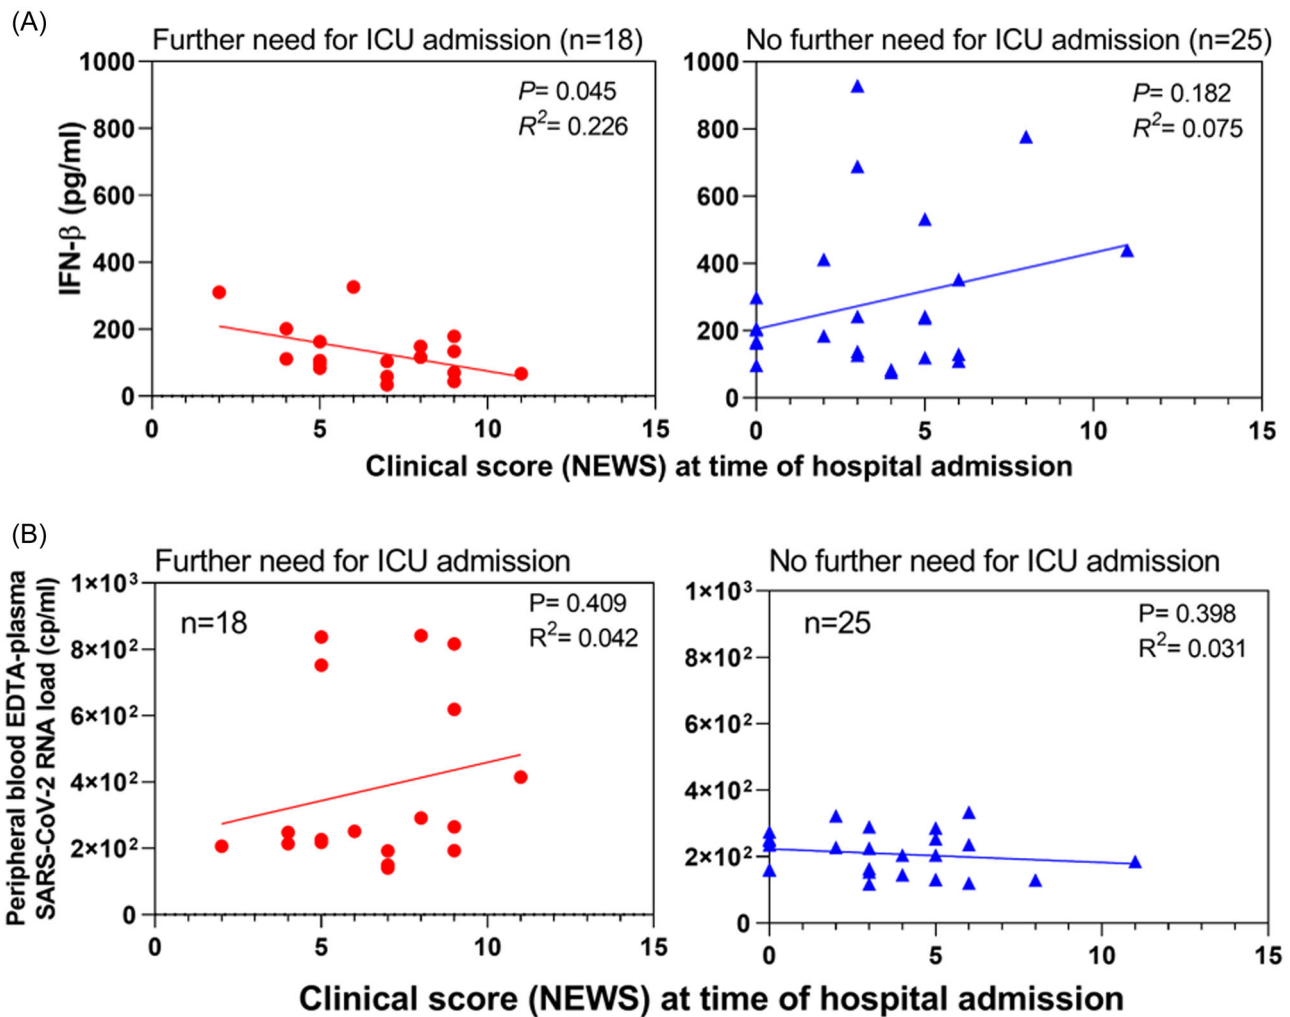 (A)
Further need for ICU admission (n=18)
No further need for ICU admission (n=25)
1000
800
600
400
200
0
IFN-β (pg/ml)
P= 0.045
R²= 0.226
0
5
10
15
1000
800
600
400
200
0
P= 0.182
R²= 0.075
0
5
10
15
Clinical score (NEWS) at time of hospital admission
(B)
Further need for ICU admission
No further need for ICU admission
Peripheral blood EDTA-plasma
SARS-CoV-2 RNA load (cp/ml)
1×10³
8×10²
6×10²
4×10²
2×10²
0
n=18
P= 0.409
R²= 0.042
0
5
10
15
1×10³
8×10²
6×10²
4×10²
2×10²
0
n=25
P= 0.398
R²= 0.031
0
5
10
15
Clinical score (NEWS) at time of hospital admission